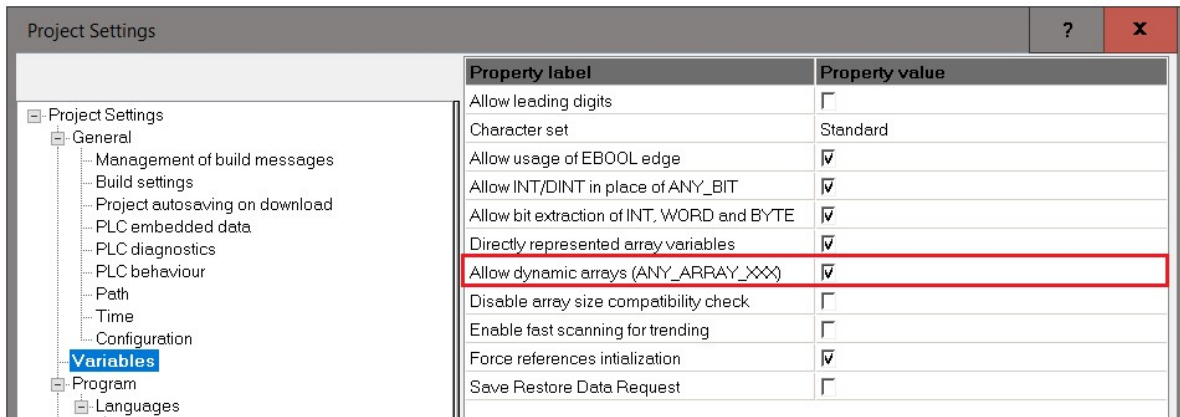 Project Settings
? x
Property label Property value
Allow leading digits
Character set Standard
Allow usage of EBOOL edge
Allow INT/DINT in place of ANY_BIT
Allow bit extraction of INT, WORD and BYTE
Directly represented array variables
Allow dynamic arrays (ANY_ARRAY_XXX)
Disable array size compatibility check
Enable fast scanning for trending
Force references intialization
Save Restore Data Request
Project Settings
General
Management of build messages
Build settings
Project autosaving on download
PLC embedded data
PLC diagnostics
PLC behaviour
Path
Time
Configuration
Variables
Program
Languages